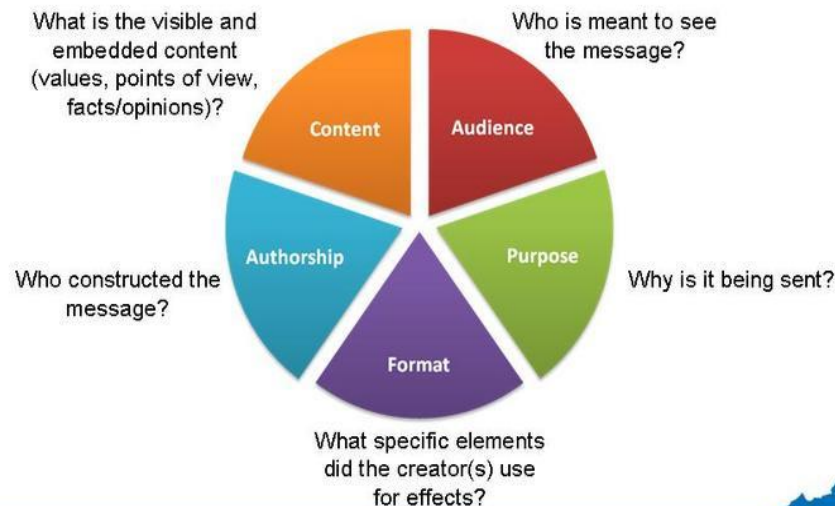 What is the visible and
embedded content
(values, points of view,
facts/opinions)?
Content
Who is meant to see
the message?
Audience
Authorship
Who constructed the
message?
Purpose
Why is it being sent?
Format
What specific elements
did the creator(s) use
for effects?